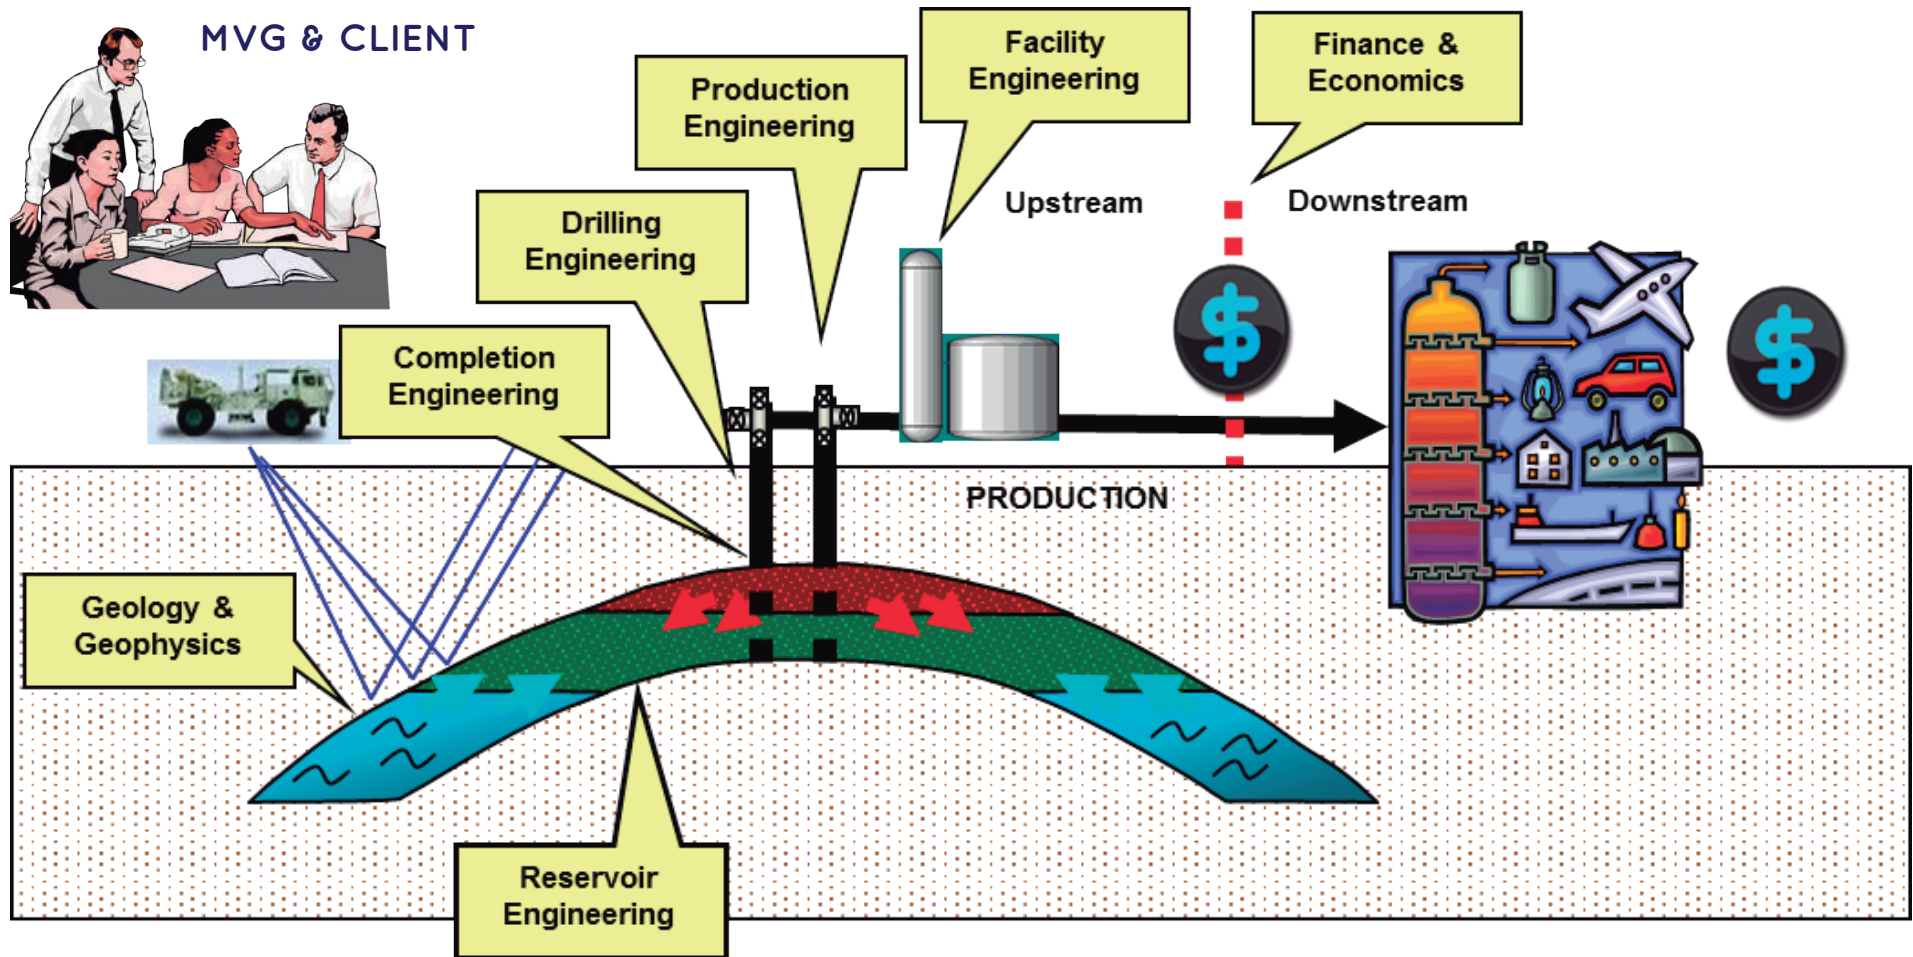 MVG & CLIENT
Facility
Engineering
Finance &
Economics
Production
Engineering
Upstream
Downstream
Drilling
Engineering
Completion
Engineering
PRODUCTION
Geology &
Geophysics
Reservoir
Engineering
$
$